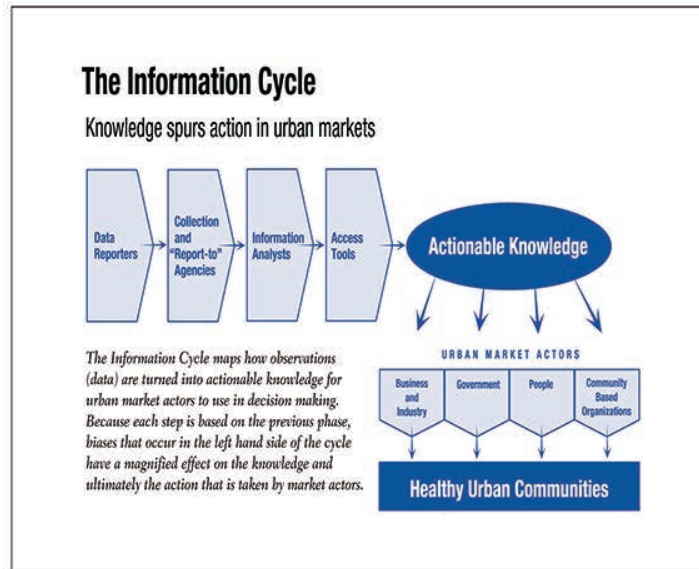 The Information Cycle
Knowledge spurs action in urban markets
Data
Reporters
Collection
and
"Report-to"
Agencies
Information
Analysts
Access
Tools
Actionable Knowledge
The Information Cycle maps how observations
(data) are turned into actionable knowledge for
urban market actors to use in decision making.
Because each step is based on the previous phase,
biases that occur in the left hand side of the cycle
have a magnified effect on the knowledge and
ultimately the action that is taken by market actors.
URBAN MARKET ACTORS
Business
and
Industry
Government
People
Community
Based
Organizations
Healthy Urban Communities